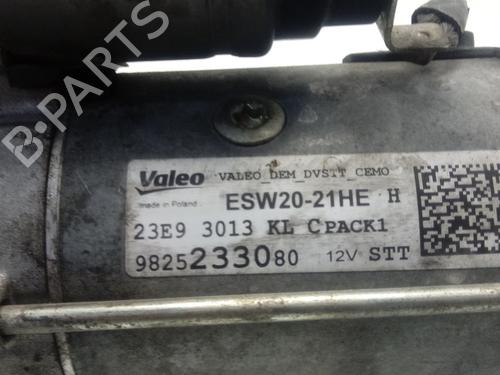 B-PARTS
Valeo VALEO_DEM_DVSTT_CEMO
made in Poland ESW20-21HE H
23E9 3013 KL CPACK1
9825233080 12V STT